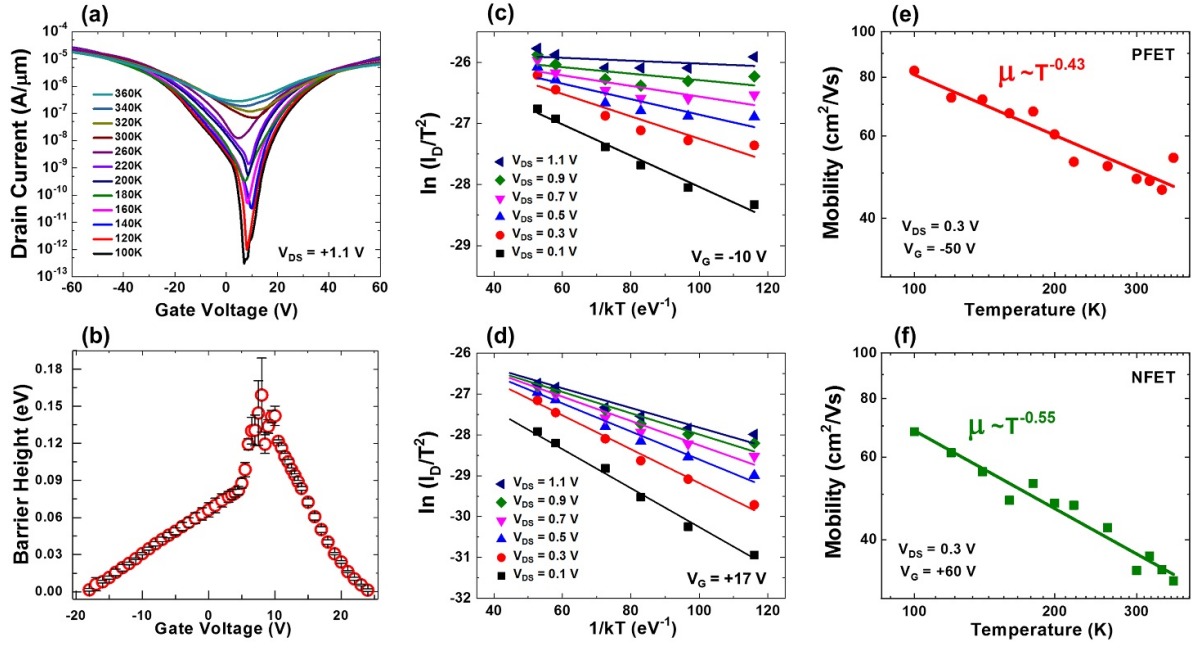 (a)
Drain Current (A/μm)
10⁻⁴
10⁻⁵
10⁻⁶
10⁻⁷
10⁻⁸
10⁻⁹
10⁻¹⁰
10⁻¹¹
10⁻¹²
10⁻¹³
360K
340K
320K
300K
260K
220K
200K
180K
160K
140K
120K
100K
V_DS = +1.1 V
-60 -40 -20 0 20 40 60
Gate Voltage (V)
(b)
Barrier Height (eV)
0.18
0.15
0.12
0.09
0.06
0.03
0.00
-20 -10 0 10 20
Gate Voltage (V)
(c)
ln (I_D/T²)
-26
-27
-28
-29
V_DS = 1.1 V
V_DS = 0.9 V
V_DS = 0.7 V
V_DS = 0.5 V
V_DS = 0.3 V
V_DS = 0.1 V
V_G = -10 V
40 60 80 100 120
1/kT (eV⁻¹)
(d)
ln (I_D/T²)
-26
-27
-28
-29
-30
-31
-32
V_DS = 1.1 V
V_DS = 0.9 V
V_DS = 0.7 V
V_DS = 0.5 V
V_DS = 0.3 V
V_DS = 0.1 V
V_G = +17 V
40 60 80 100 120
1/kT (eV⁻¹)
(e)
PFET
Mobility (cm²/Vs)
100
80
60
40
μ ~T⁻⁰·⁴³
V_DS = 0.3 V
V_G = -50 V
100 200 300
Temperature (K)
(f)
NFET
Mobility (cm²/Vs)
100
80
60
40
μ ~T⁻⁰·⁵⁵
V_DS = 0.3 V
V_G = +60 V
100 200 300
Temperature (K)